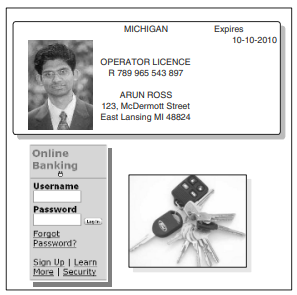 MICHIGAN Expires
10-10-2010
OPERATOR LICENCE
R 789 965 543 897
ARUN ROSS
123, McDermott Street
East Lansing MI 48824
Online
Banking
Username
Password
Login
Forgot
Password?
Sign Up | Learn
More | Security